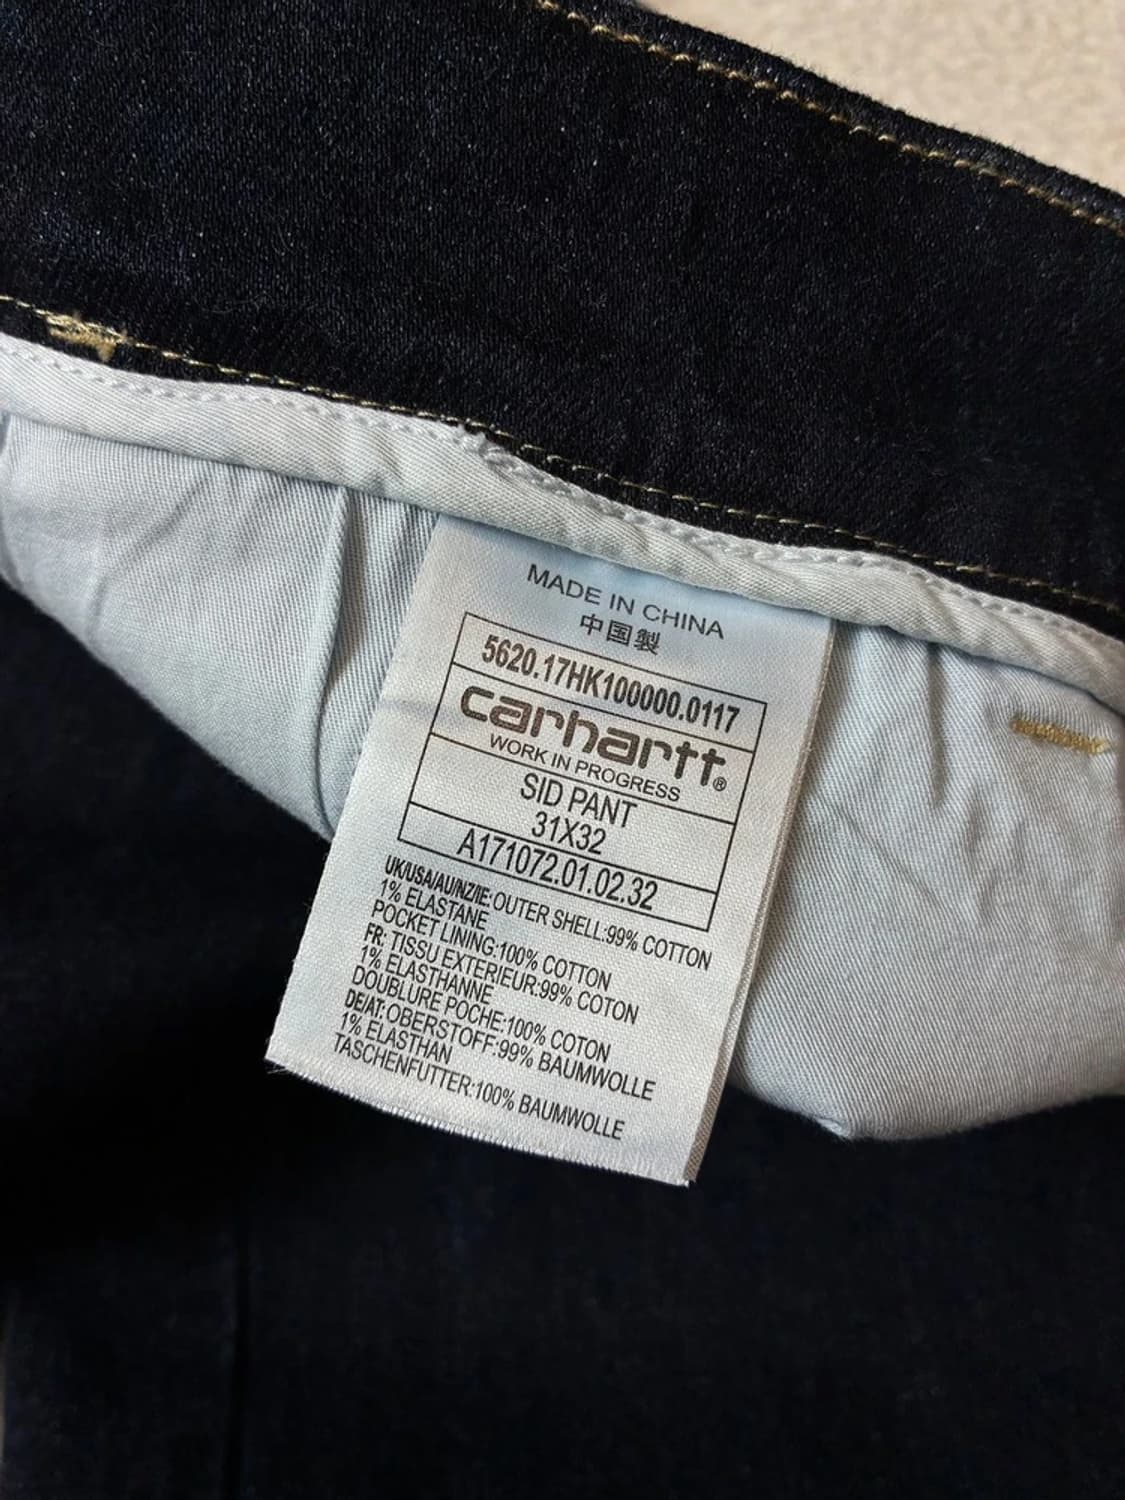 MADE IN CHINA
中国製
5620.17HK100000.0117
carhartt®
WORK IN PROGRESS
SID PANT
31X32
A171072.01.02.32
UK/USA/AU/NZ/IE:OUTER SHELL:99% COTTON
1% ELASTANE
POCKET LINING:100% COTTON
FR: TISSU EXTERIEUR:99% COTON
1% ELASTHANNE
DOUBLURE POCHE:100% COTON
DE/AT:OBERSTOFF:99% BAUMWOLLE
1% ELASTHAN
TASCHENFUTTER:100% BAUMWOLLE